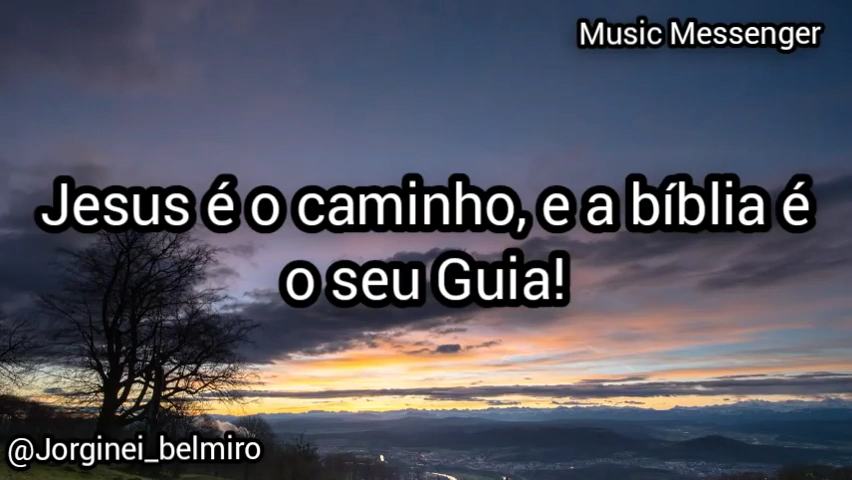 Music Messenger
Jesus é o caminho, e a bíblia é
o seu Guia!
@Jorginei_belmiro